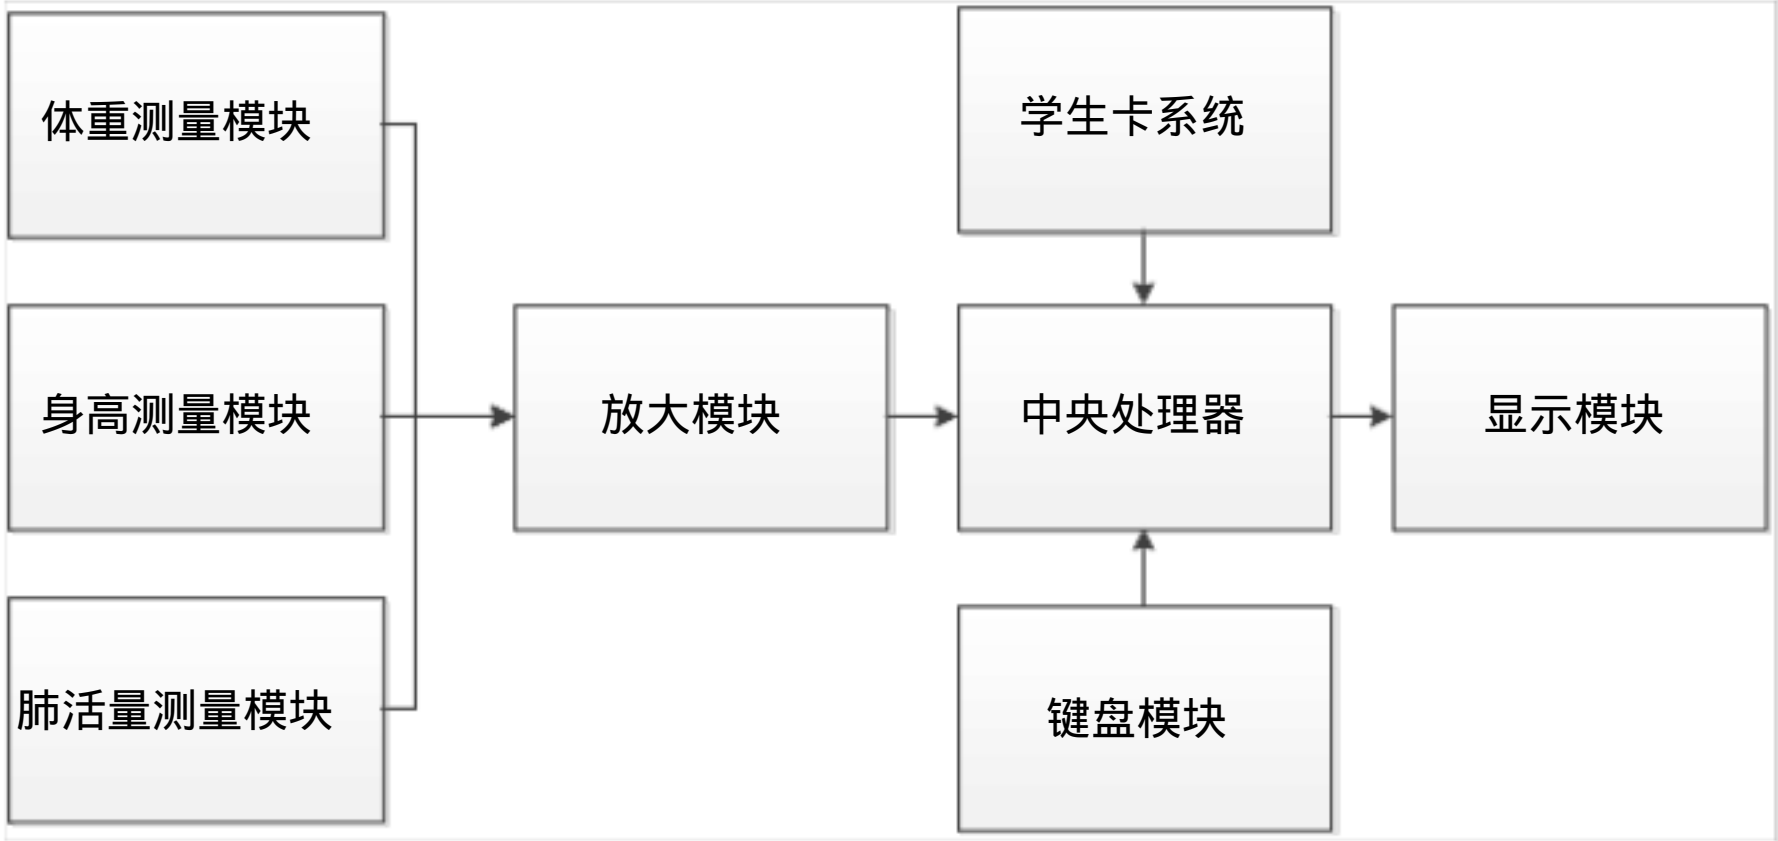 体重测量模块
学生卡系统
身高测量模块
放大模块
中央处理器
显示模块
肺活量测量模块
键盘模块